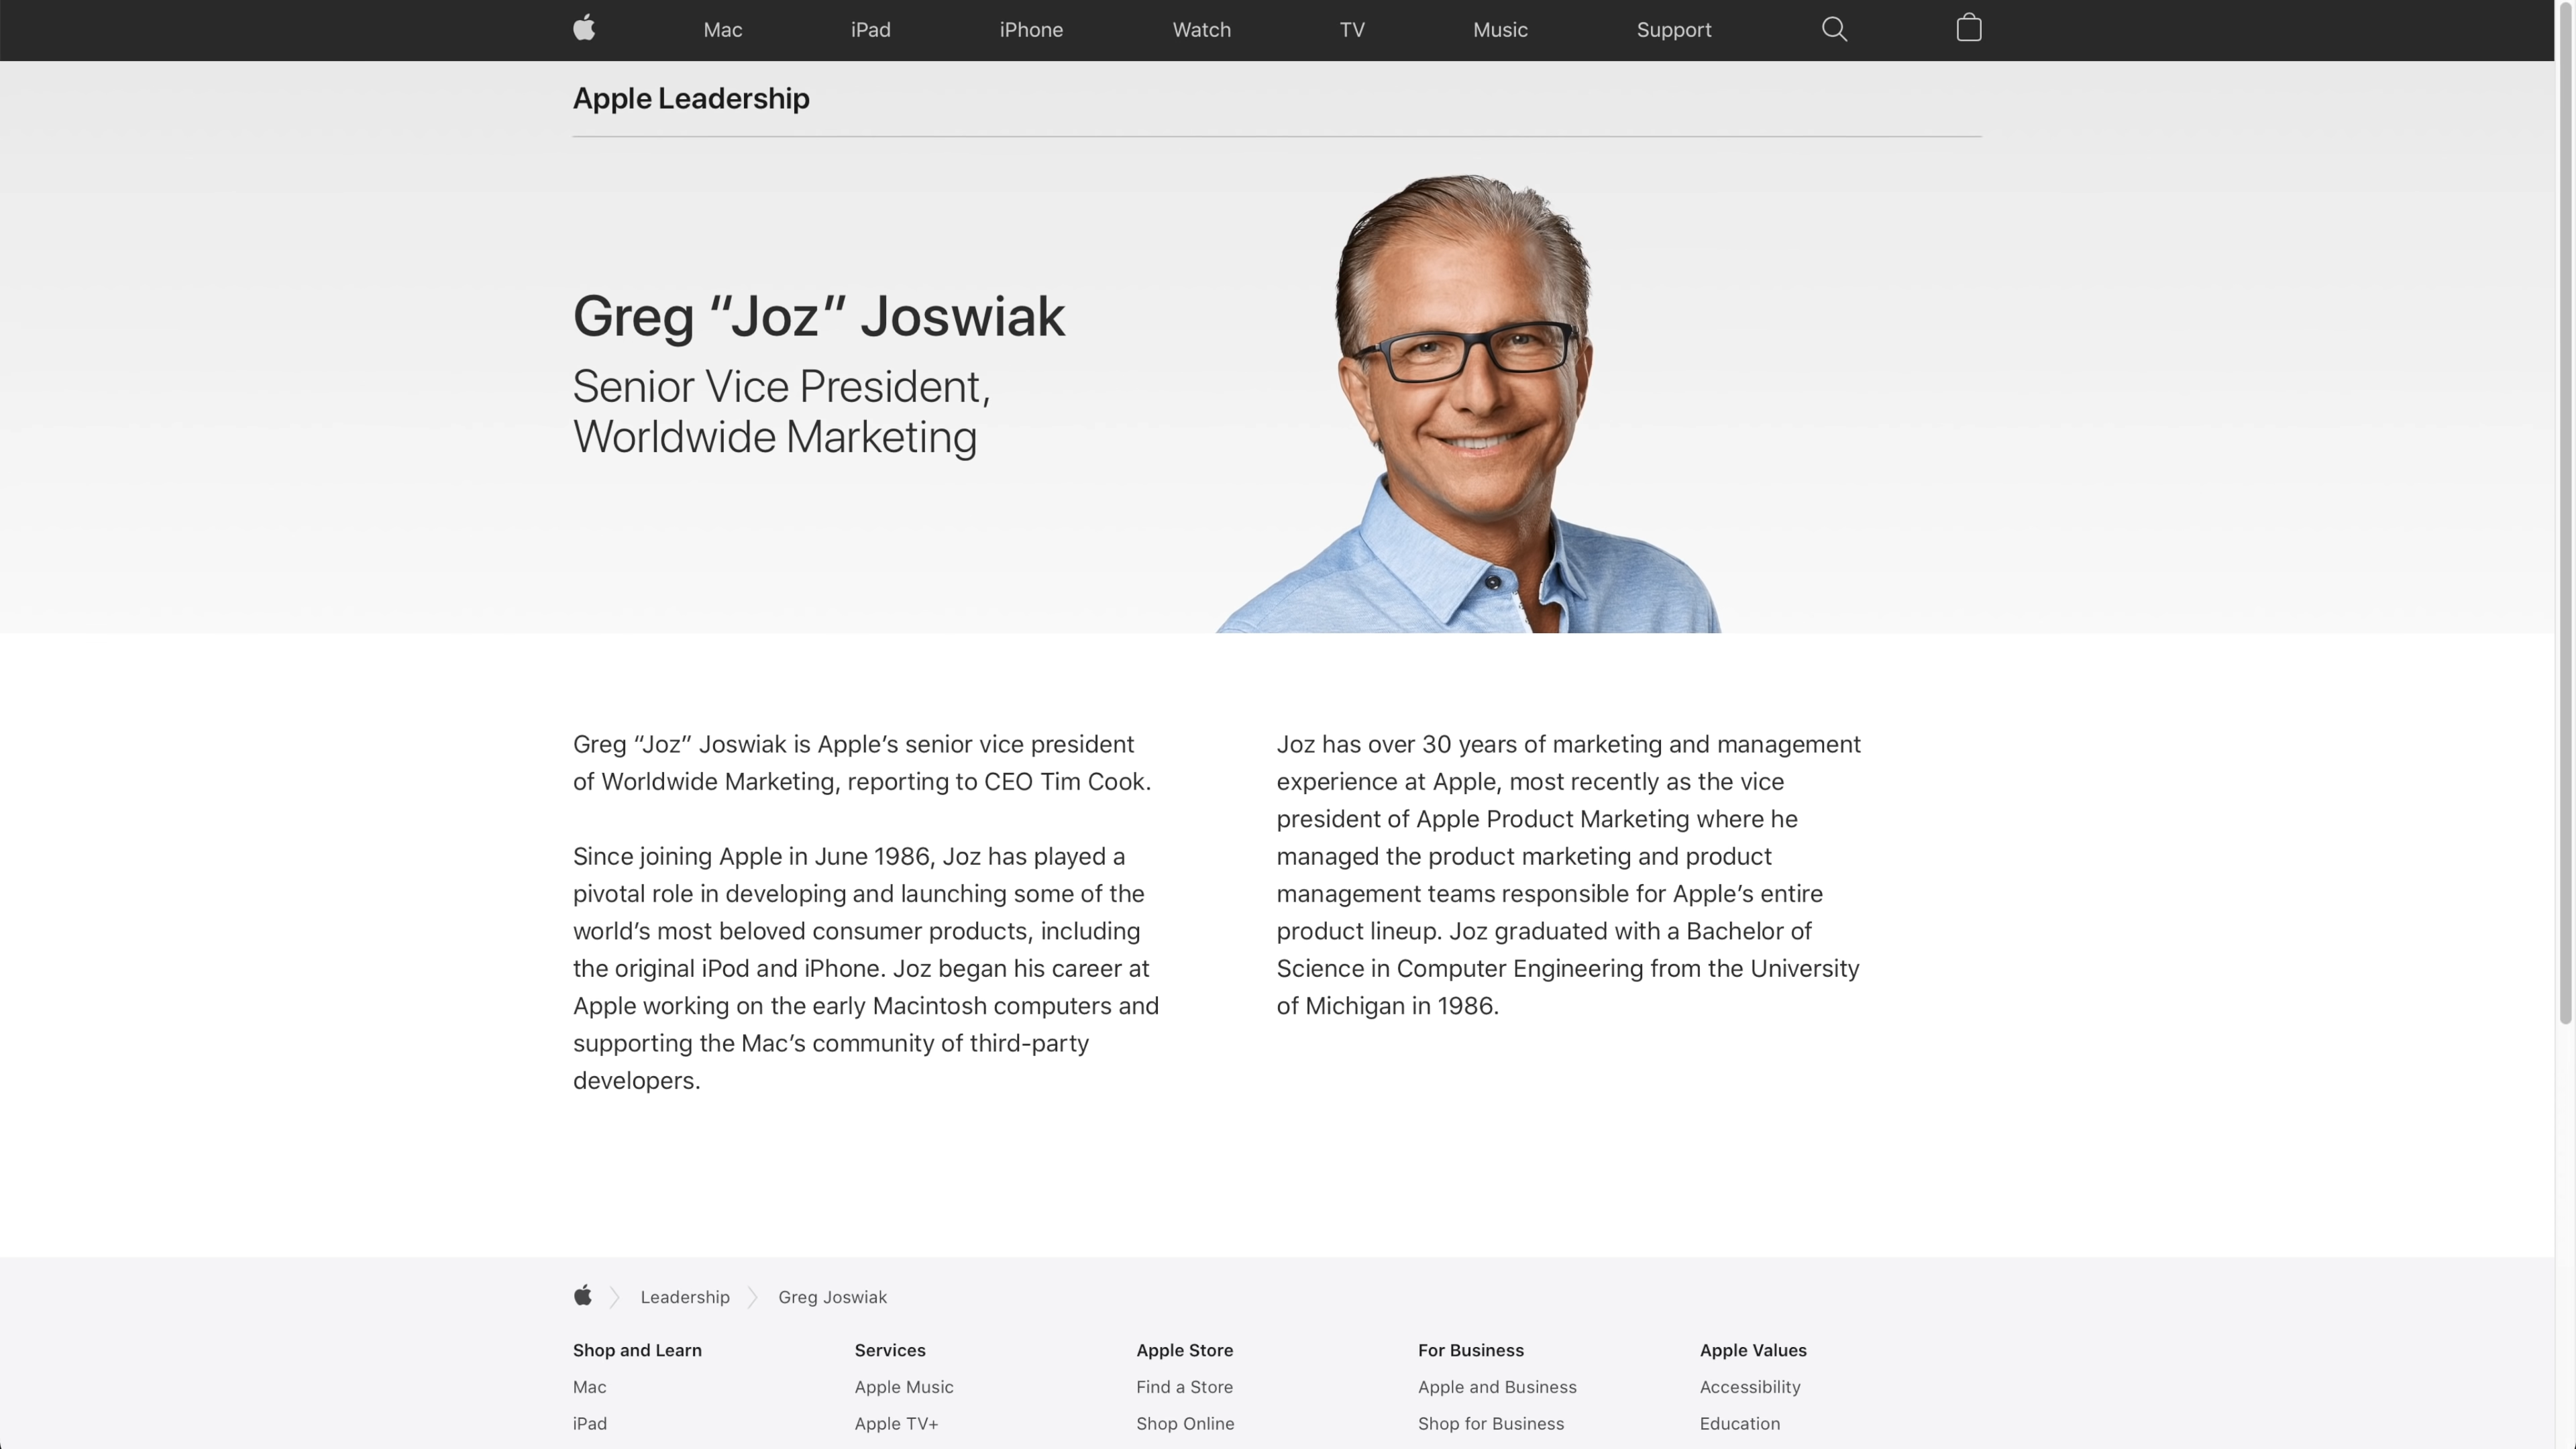 Mac
iPad
iPhone
Watch
TV
Music
Support
Apple Leadership
Greg “Joz” Joswiak
Senior Vice President,
Worldwide Marketing
Greg “Joz” Joswiak is Apple’s senior vice president
of Worldwide Marketing, reporting to CEO Tim Cook.
Since joining Apple in June 1986, Joz has played a
pivotal role in developing and launching some of the
world’s most beloved consumer products, including
the original iPod and iPhone. Joz began his career at
Apple working on the early Macintosh computers and
supporting the Mac’s community of third-party
developers.
Joz has over 30 years of marketing and management
experience at Apple, most recently as the vice
president of Apple Product Marketing where he
managed the product marketing and product
management teams responsible for Apple’s entire
product lineup. Joz graduated with a Bachelor of
Science in Computer Engineering from the University
of Michigan in 1986.
Leadership
Greg Joswiak
Shop and Learn
Mac
iPad
Services
Apple Music
Apple TV+
Apple Store
Find a Store
Shop Online
For Business
Apple and Business
Shop for Business
Apple Values
Accessibility
Education